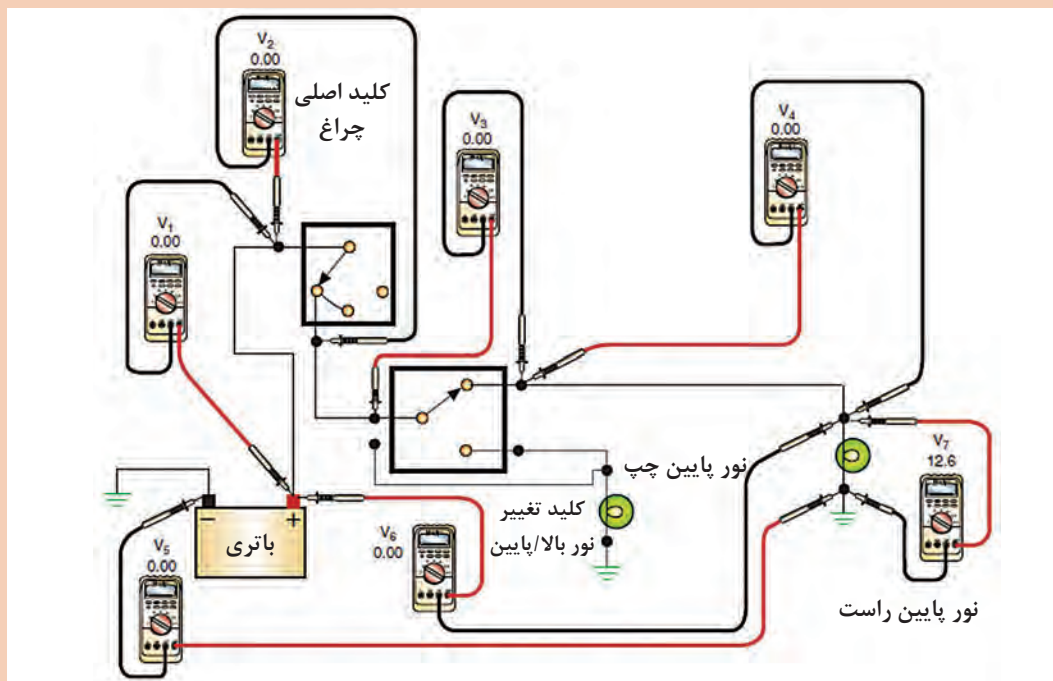 V2
0.00
کلید اصلی
چراغ
V3
0.00
V4
0.00
V1
0.00
V7
12.6
نور پایین چپ
کلید تغییر
نور بالا/پایین
V6
0.00
− +
باتری
V5
0.00
نور پایین راست